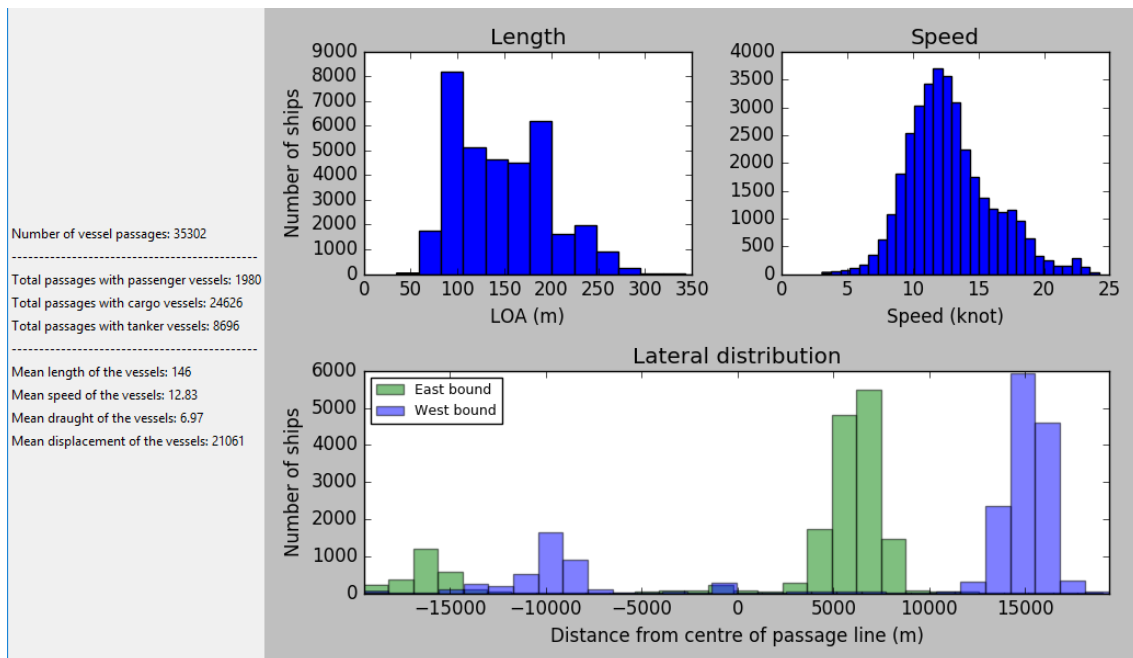 Number of vessel passages: 35302
--------------------------------------------------
Total passages with passenger vessels: 1980
Total passages with cargo vessels: 24626
Total passages with tanker vessels: 8696
--------------------------------------------------
Mean length of the vessels: 146
Mean speed of the vessels: 12.83
Mean draught of the vessels: 6.97
Mean displacement of the vessels: 21061
Length
Number of ships
9000
8000
7000
6000
5000
4000
3000
2000
1000
0
0 50 100 150 200 250 300 350
LOA (m)
Speed
4000
3500
3000
2500
2000
1500
1000
500
0
0 5 10 15 20 25
Speed (knot)
Lateral distribution
Number of ships
6000
5000
4000
3000
2000
1000
0
East bound
West bound
−15000 −10000 −5000 0 5000 10000 15000
Distance from centre of passage line (m)